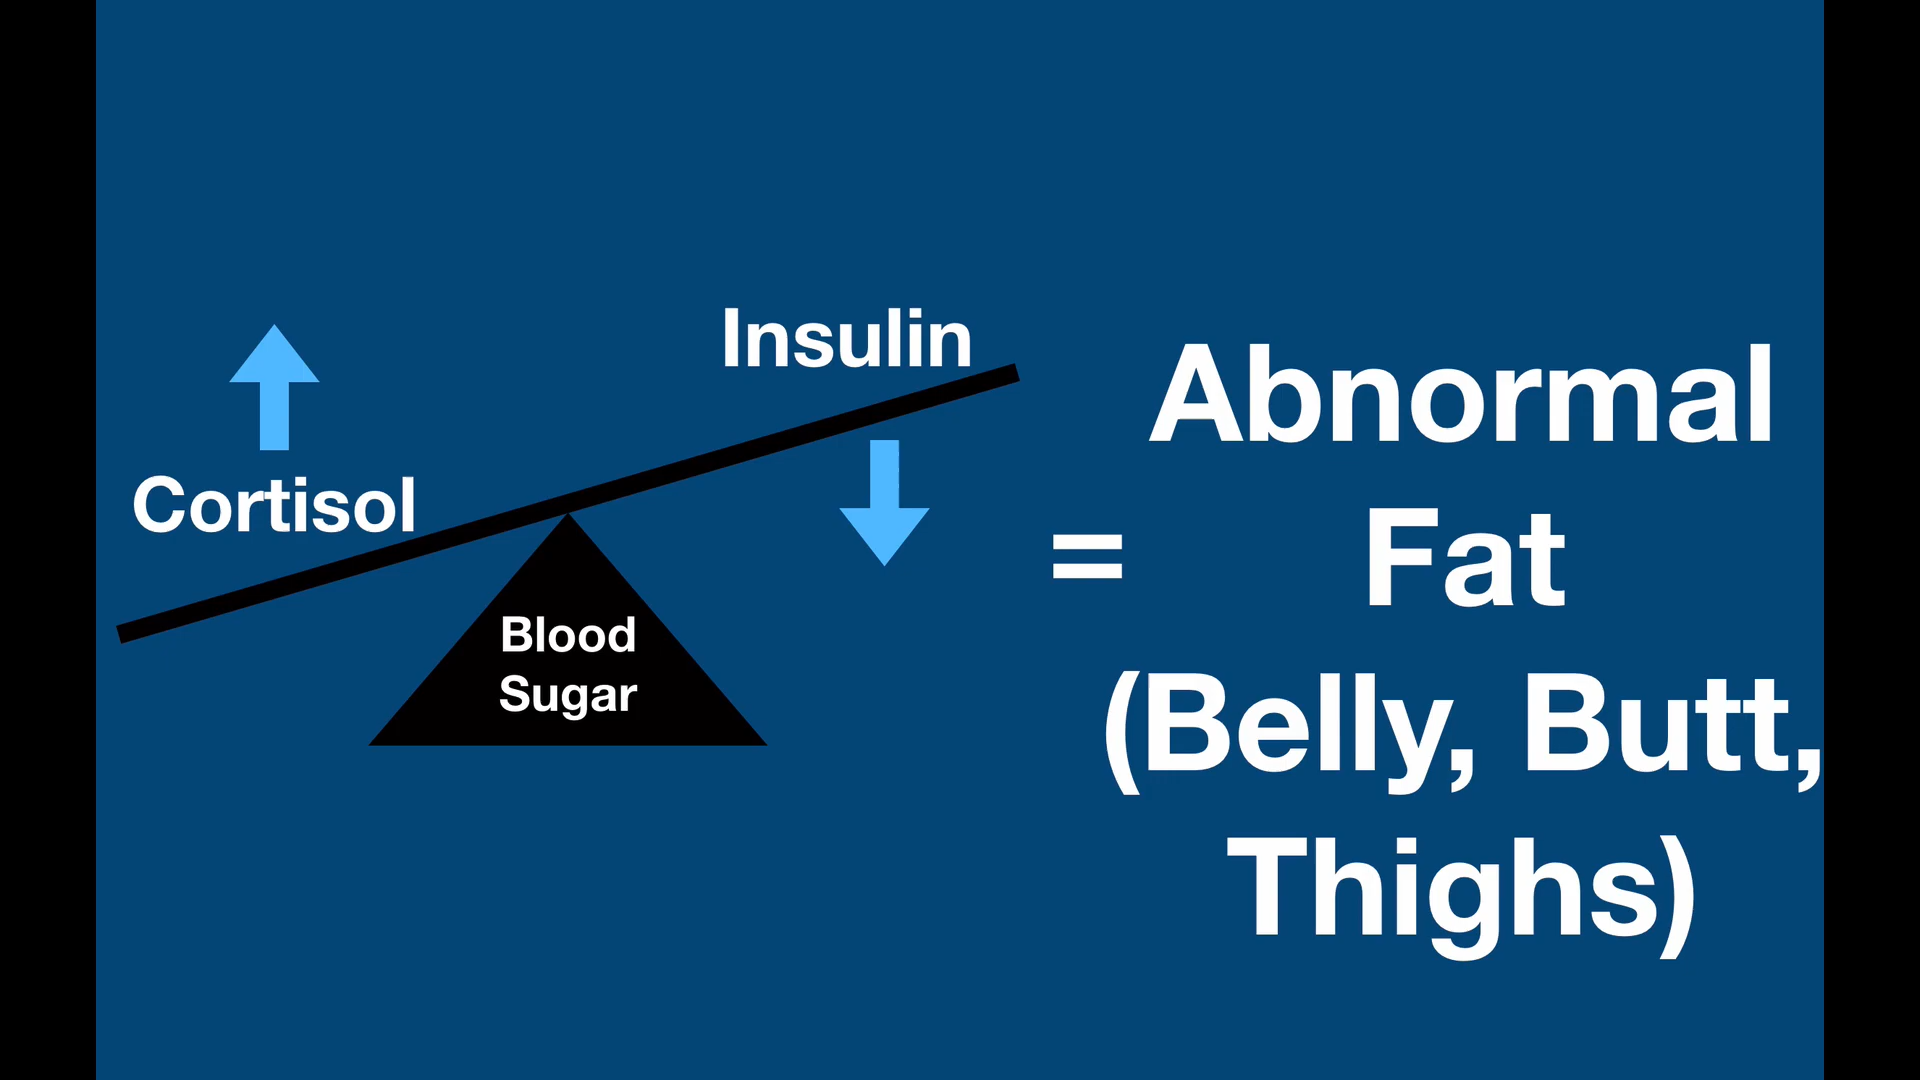 Insulin
Cortisol
Blood
Sugar
=
Abnormal
Fat
(Belly, Butt,
Thighs)